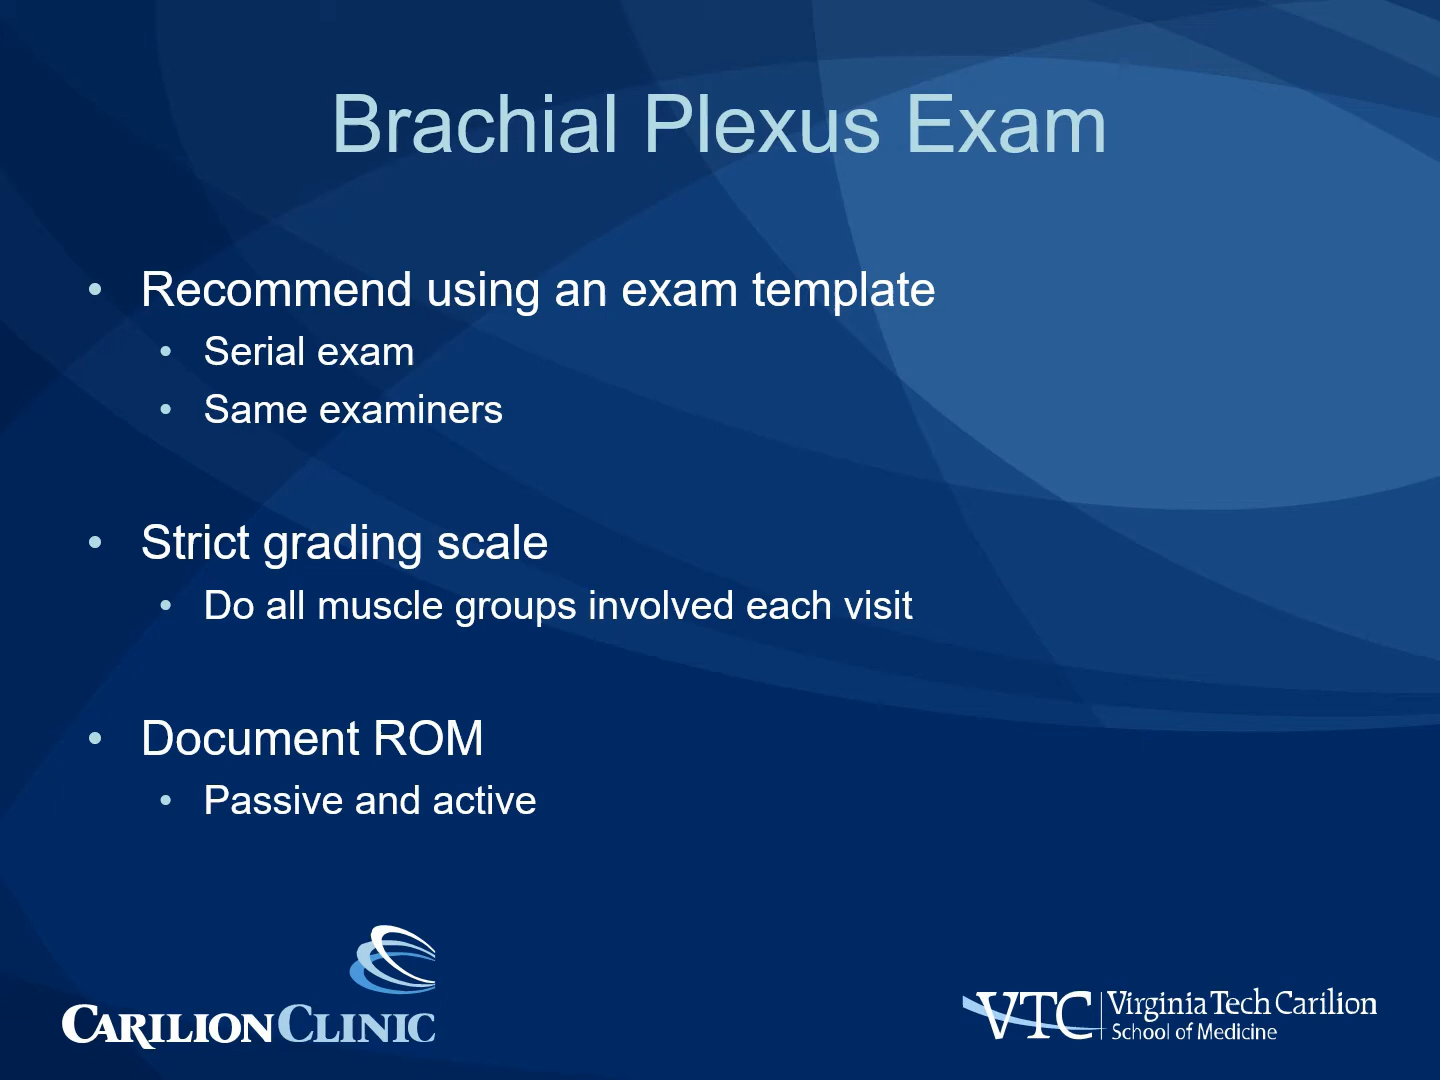 Brachial Plexus Exam
• Recommend using an exam template
• Serial exam
• Same examiners
• Strict grading scale
• Do all muscle groups involved each visit
• Document ROM
• Passive and active
CARILION CLINIC
VTC Virginia Tech Carilion
School of Medicine